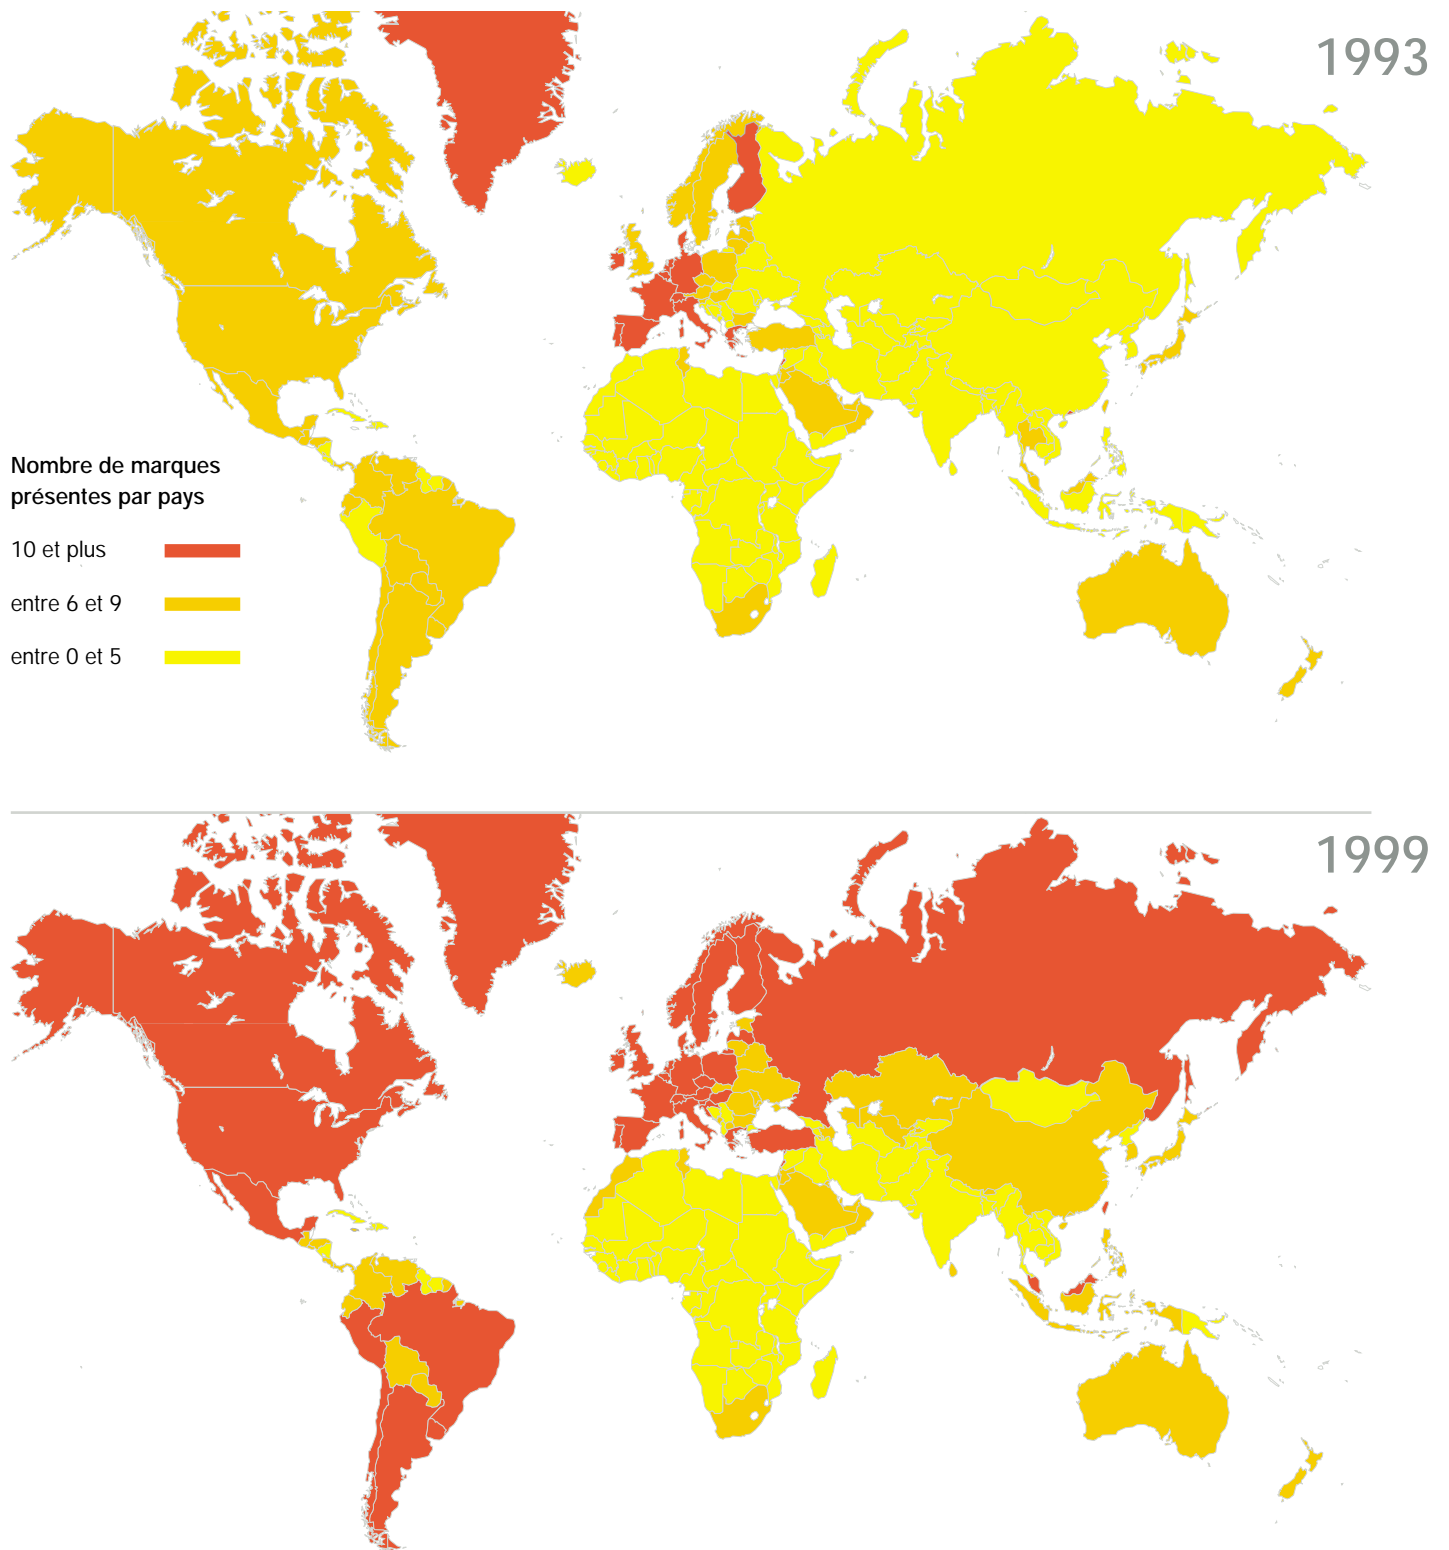 1993
Nombre de marques
présentes par pays
10 et plus
entre 6 et 9
entre 0 et 5
1999